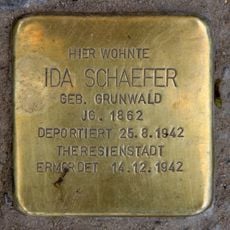 HIER WOHNTE
IDA SCHAEFER
GEB. GRUNWALD
JG. 1862
DEPORTIERT 25.8.1942
THERESIENSTADT
ERMORDET 14.12.1942